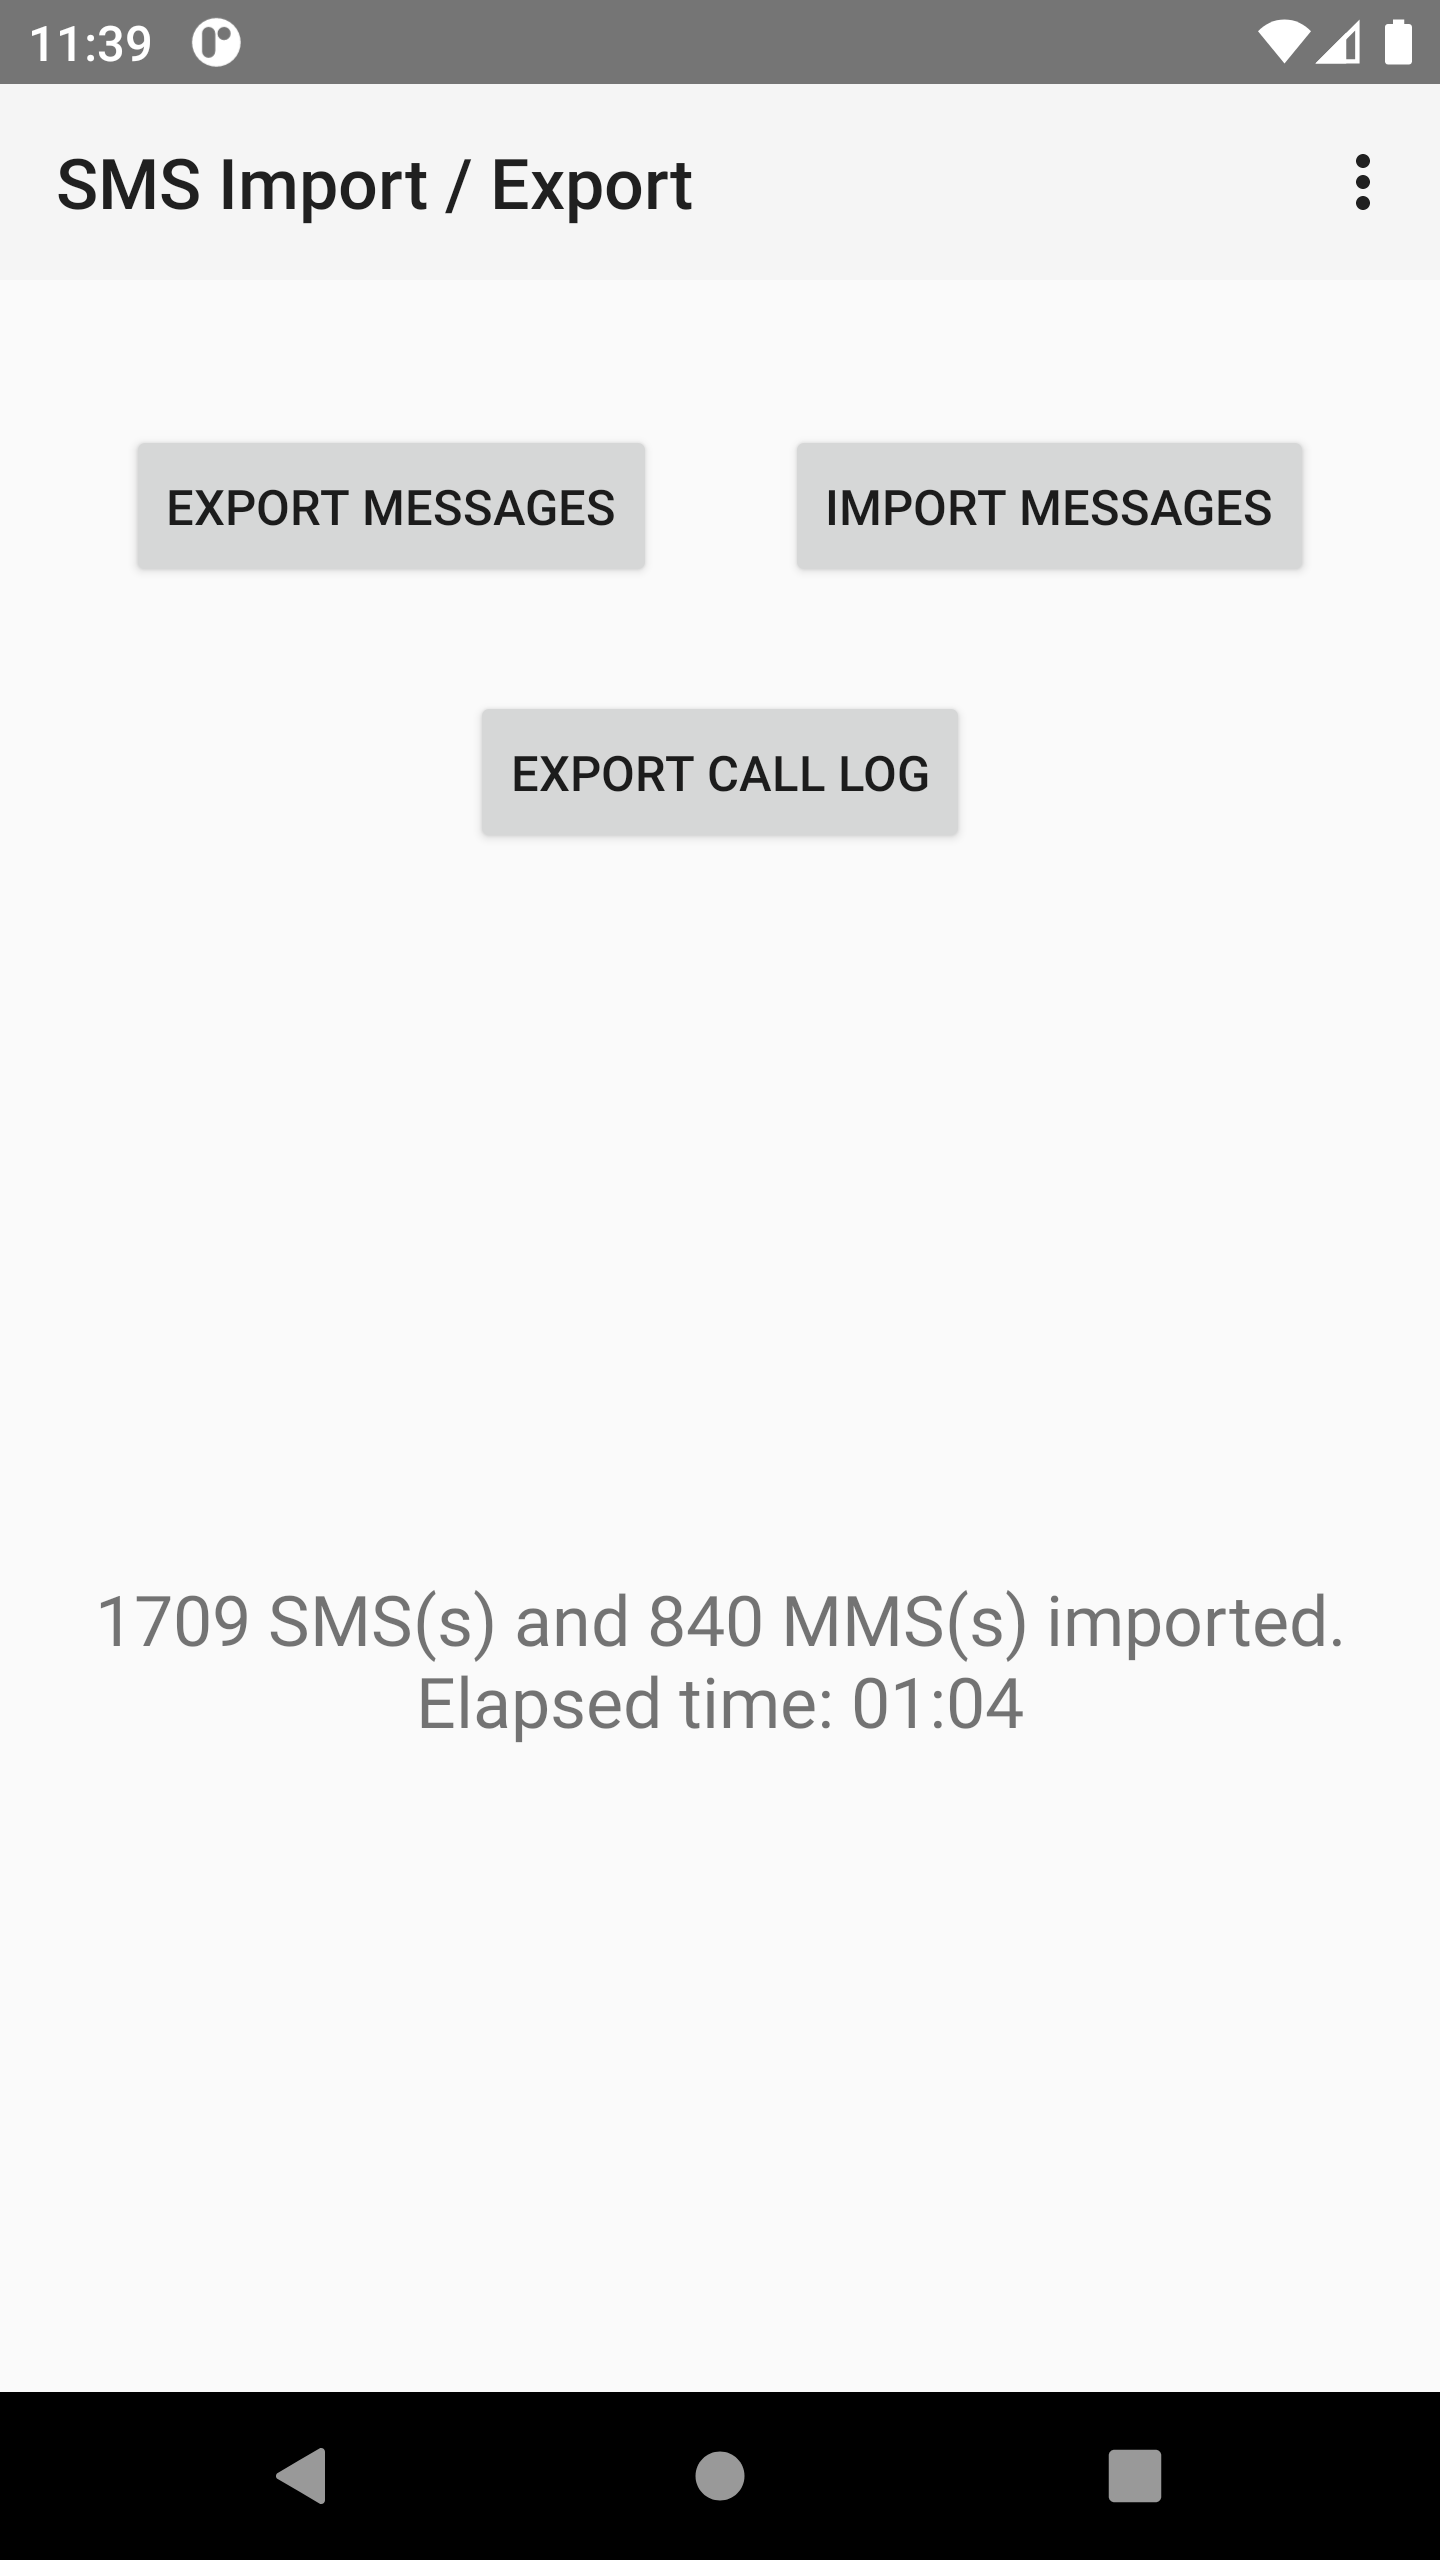 11:39
SMS Import / Export
EXPORT MESSAGES
IMPORT MESSAGES
EXPORT CALL LOG
1709 SMS(s) and 840 MMS(s) imported.
Elapsed time: 01:04